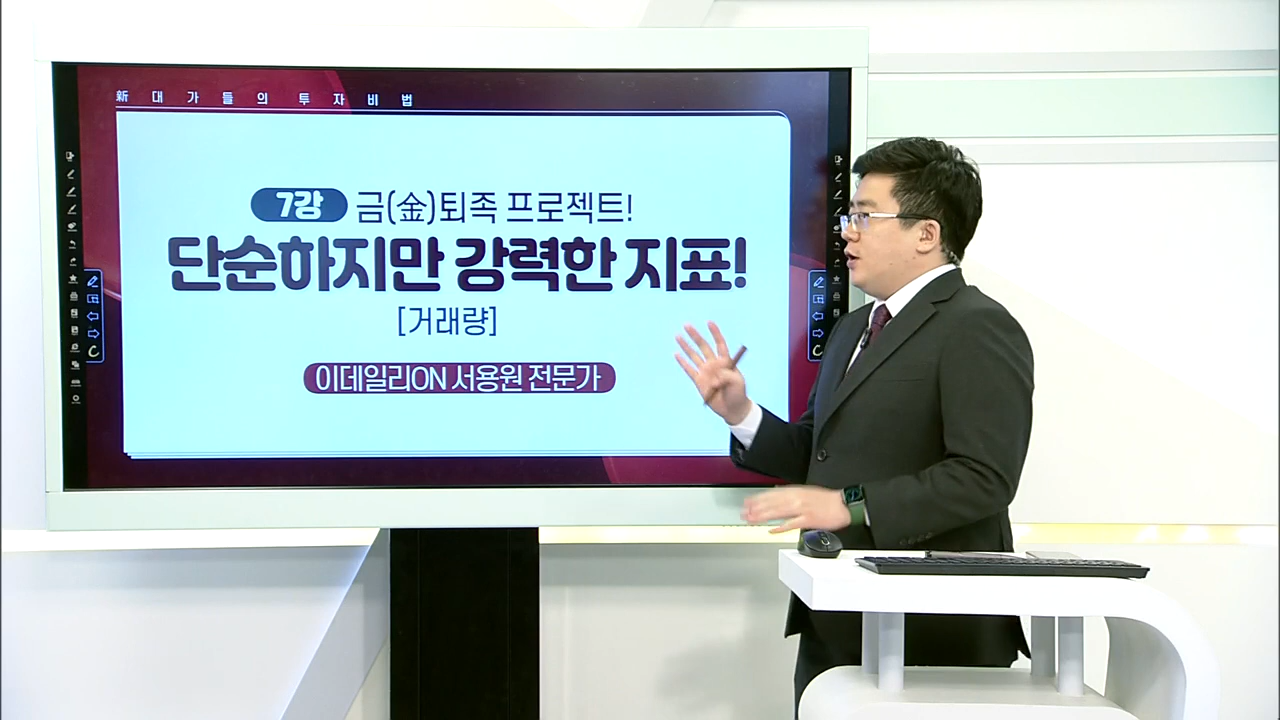 新 대가들의 투자비법
7강 금(金)퇴족 프로젝트!
단순하지만 강력한 지표!
[거래량]
이데일리ON 서용원 전문가